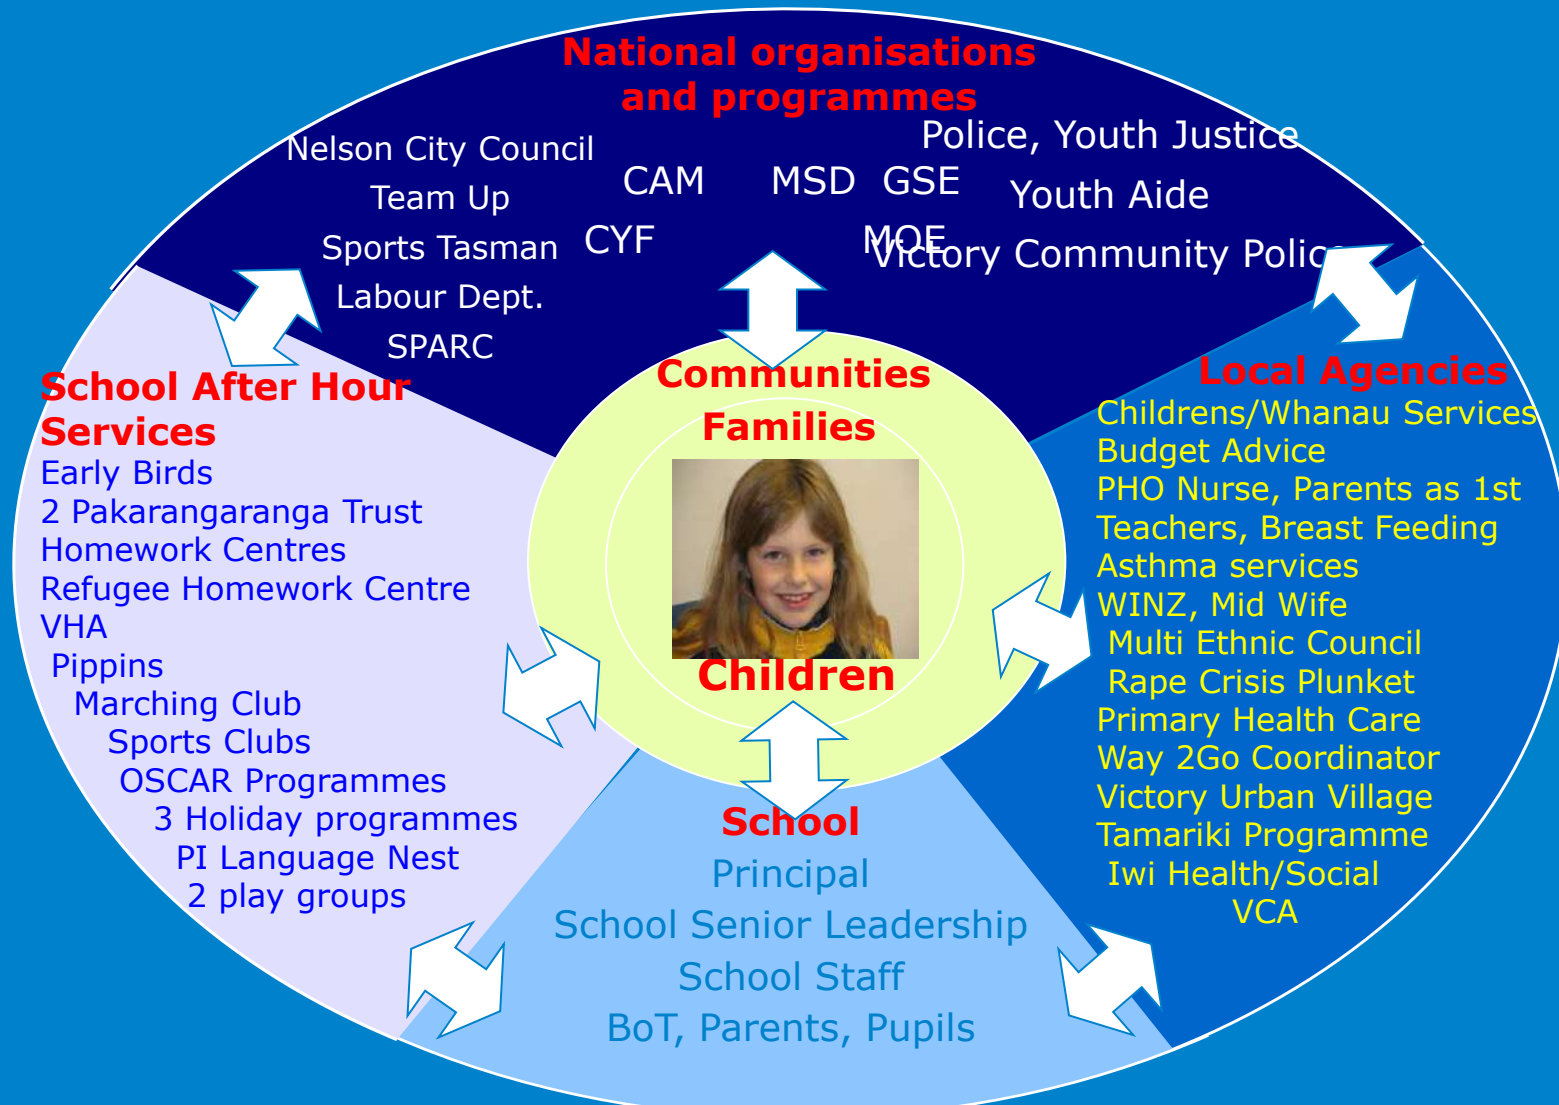 National organisations
and programmes
Nelson City Council
Team Up
Sports Tasman
Labour Dept.
SPARC
CAM MSD GSE
CYF MOE
Police, Youth Justice
Youth Aide
Victory Community Police
School After Hour
Services
Early Birds
2 Pakarangaranga Trust
Homework Centres
Refugee Homework Centre
VHA
Pippins
Marching Club
Sports Clubs
OSCAR Programmes
3 Holiday programmes
PI Language Nest
2 play groups
Communities
Families
Children
Local Agencies
Childrens/Whanau Services
Budget Advice
PHO Nurse, Parents as 1st
Teachers, Breast Feeding
Asthma services
WINZ, Mid Wife
Multi Ethnic Council
Rape Crisis Plunket
Primary Health Care
Way 2Go Coordinator
Victory Urban Village
Tamariki Programme
Iwi Health/Social
VCA
School
Principal
School Senior Leadership
School Staff
BoT, Parents, Pupils